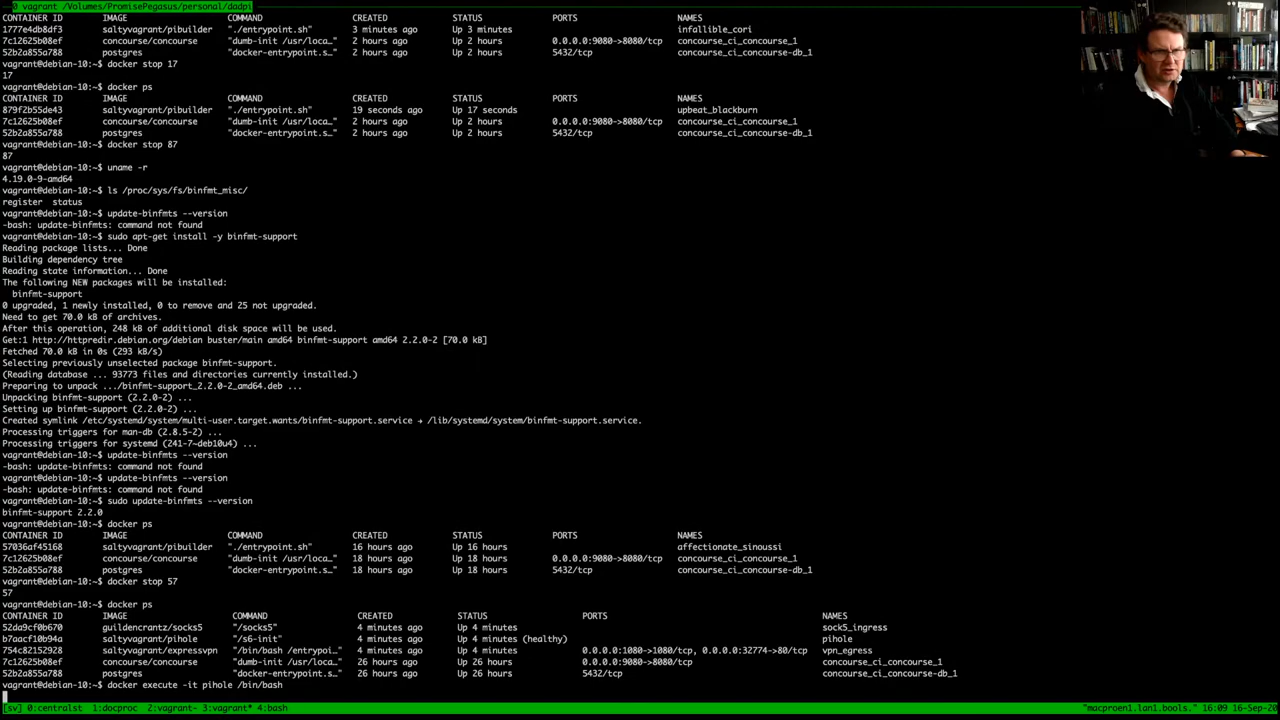 0 vagrant /Volumes/PromisePegasus/personal/dadpi
CONTAINER ID IMAGE COMMAND CREATED STATUS PORTS NAMES
1777e4db8df3 saltyvagrant/pibuilder "./entrypoint.sh" 3 minutes ago Up 3 minutes infallible_cori
7c12625b08ef concourse/concourse "dumb-init /usr/loca…" 2 hours ago Up 2 hours 0.0.0.0:9080->8080/tcp concourse_ci_concourse_1
52b2a855a788 postgres "docker-entrypoint.s…" 2 hours ago Up 2 hours 5432/tcp concourse_ci_concourse-db_1
vagrant@debian-10:~$ docker stop 17
17
vagrant@debian-10:~$ docker ps
CONTAINER ID IMAGE COMMAND CREATED STATUS PORTS NAMES
879f2b55de43 saltyvagrant/pibuilder "./entrypoint.sh" 19 seconds ago Up 17 seconds upbeat_blackburn
7c12625b08ef concourse/concourse "dumb-init /usr/loca…" 2 hours ago Up 2 hours 0.0.0.0:9080->8080/tcp concourse_ci_concourse_1
52b2a855a788 postgres "docker-entrypoint.s…" 2 hours ago Up 2 hours 5432/tcp concourse_ci_concourse-db_1
vagrant@debian-10:~$ docker stop 87
87
vagrant@debian-10:~$ uname -r
4.19.0-9-amd64
vagrant@debian-10:~$ ls /proc/sys/fs/binfmt_misc/
register status
vagrant@debian-10:~$ update-binfmts --version
-bash: update-binfmts: command not found
vagrant@debian-10:~$ sudo apt-get install -y binfmt-support
Reading package lists... Done
Building dependency tree
Reading state information... Done
The following NEW packages will be installed:
binfmt-support
0 upgraded, 1 newly installed, 0 to remove and 25 not upgraded.
Need to get 70.0 kB of archives.
After this operation, 248 kB of additional disk space will be used.
Get:1 http://httpredir.debian.org/debian buster/main amd64 binfmt-support amd64 2.2.0-2 [70.0 kB]
Fetched 70.0 kB in 0s (293 kB/s)
Selecting previously unselected package binfmt-support.
(Reading database ... 93773 files and directories currently installed.)
Preparing to unpack .../binfmt-support_2.2.0-2_amd64.deb ...
Unpacking binfmt-support (2.2.0-2) ...
Setting up binfmt-support (2.2.0-2) ...
Created symlink /etc/systemd/system/multi-user.target.wants/binfmt-support.service → /lib/systemd/system/binfmt-support.service.
Processing triggers for man-db (2.8.5-2) ...
Processing triggers for systemd (241-7~deb10u4) ...
vagrant@debian-10:~$ update-binfmts --version
-bash: update-binfmts: command not found
vagrant@debian-10:~$ update-binfmts --version
-bash: update-binfmts: command not found
vagrant@debian-10:~$ sudo update-binfmts --version
binfmt-support 2.2.0
vagrant@debian-10:~$ docker ps
CONTAINER ID IMAGE COMMAND CREATED STATUS PORTS NAMES
57036af45168 saltyvagrant/pibuilder "./entrypoint.sh" 16 hours ago Up 16 hours affectionate_sinoussi
7c12625b08ef concourse/concourse "dumb-init /usr/loca…" 18 hours ago Up 18 hours 0.0.0.0:9080->8080/tcp concourse_ci_concourse_1
52b2a855a788 postgres "docker-entrypoint.s…" 18 hours ago Up 18 hours 5432/tcp concourse_ci_concourse-db_1
vagrant@debian-10:~$ docker stop 57
57
vagrant@debian-10:~$ docker ps
CONTAINER ID IMAGE COMMAND CREATED STATUS PORTS NAMES
52da9cf0b670 guildencrantz/socks5 "/socks5" 4 minutes ago Up 4 minutes sock5_ingress
b7aacf10b94a saltyvagrant/pihole "/s6-init" 4 minutes ago Up 4 minutes (healthy) pihole
754c82152928 saltyvagrant/expressvpn "/bin/bash /entrypoi…" 4 minutes ago Up 4 minutes 0.0.0.0:1080->1080/tcp, 0.0.0.0:32774->80/tcp vpn_egress
7c12625b08ef concourse/concourse "dumb-init /usr/loca…" 26 hours ago Up 26 hours 0.0.0.0:9080->8080/tcp concourse_ci_concourse_1
52b2a855a788 postgres "docker-entrypoint.s…" 26 hours ago Up 26 hours 5432/tcp concourse_ci_concourse-db_1
vagrant@debian-10:~$ docker execute -it pihole /bin/bash
[sv] 0:centralst 1:docproc 2:vagrant- 3:vagrant* 4:bash "macproen1.lan1.bools." 16:09 16-Sep-20